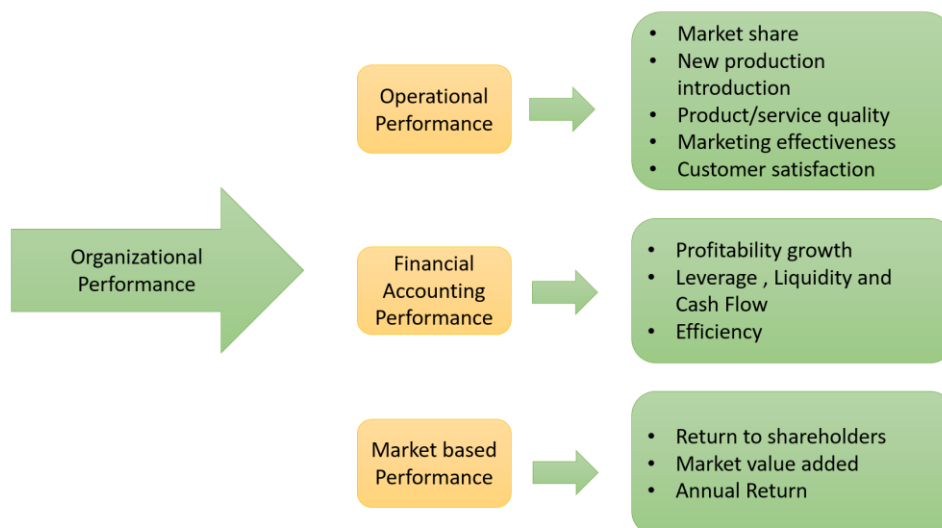 Organizational
Performance
Operational
Performance
• Market share
• New production
introduction
• Product/service quality
• Marketing effectiveness
• Customer satisfaction
Financial
Accounting
Performance
• Profitability growth
• Leverage , Liquidity and
Cash Flow
• Efficiency
Market based
Performance
• Return to shareholders
• Market value added
• Annual Return